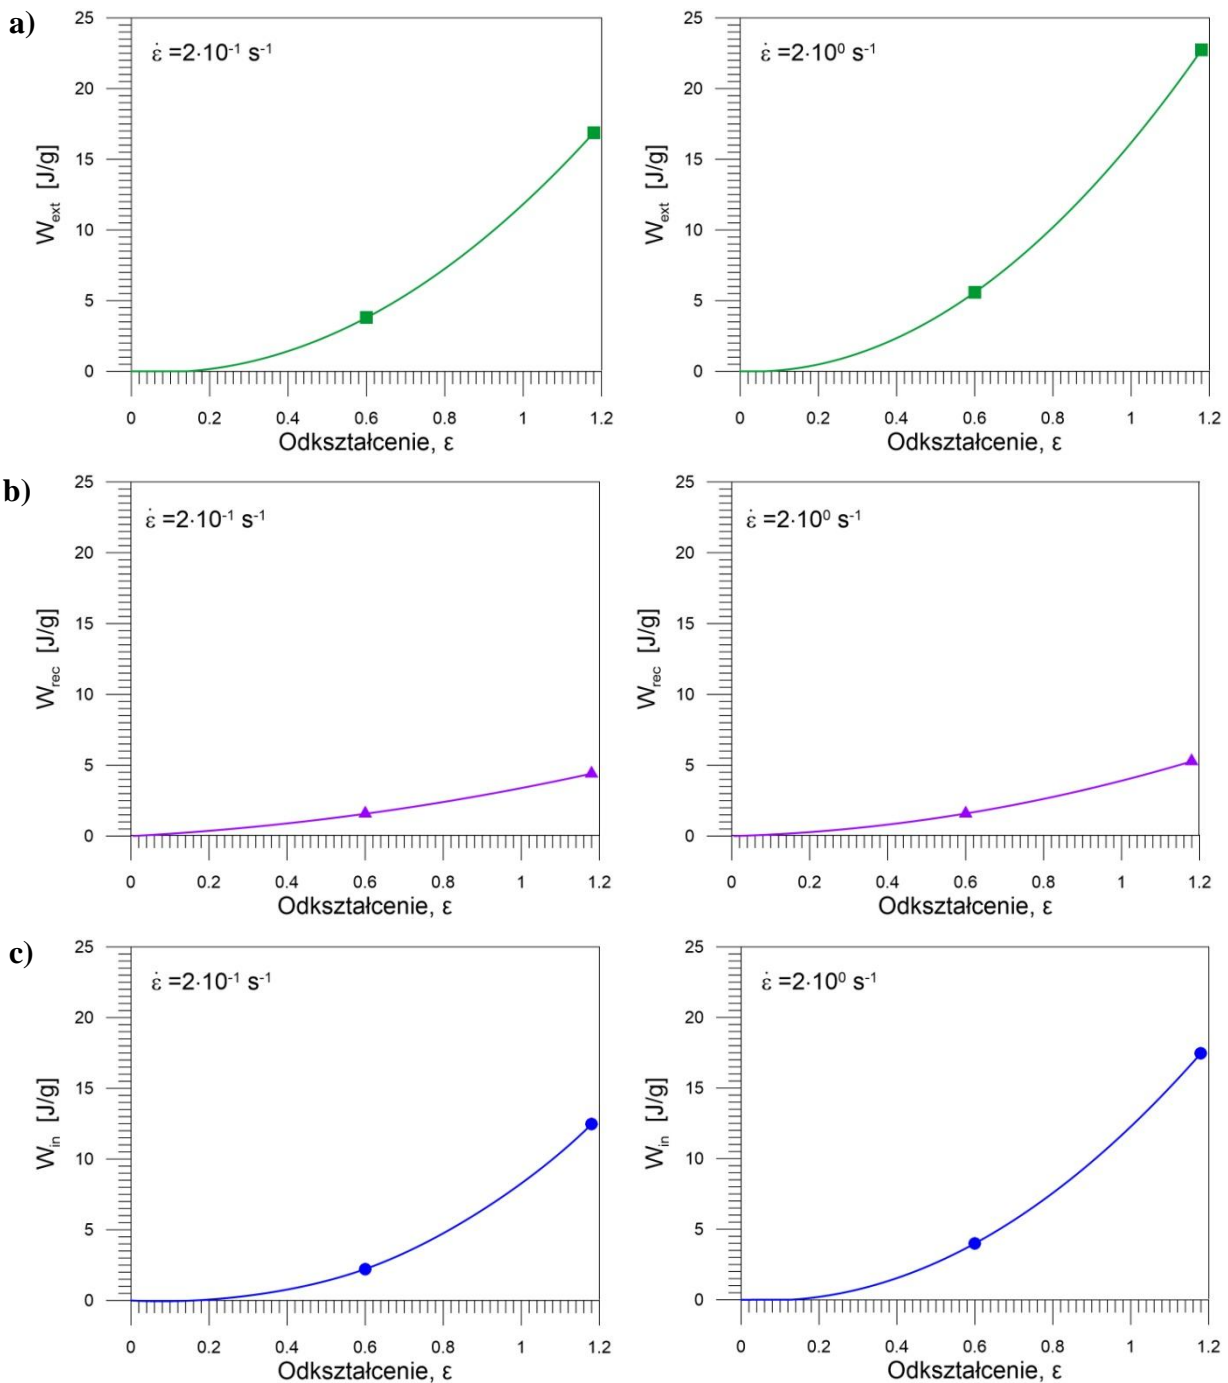 a)
ε̇ =2·10⁻¹ s⁻¹
25
20
15
10
5
0
W_ext [J/g]
0 0.2 0.4 0.6 0.8 1 1.2
Odkształcenie, ε
ε̇ =2·10⁰ s⁻¹
25
20
15
10
5
0
W_ext [J/g]
0 0.2 0.4 0.6 0.8 1 1.2
Odkształcenie, ε
b)
ε̇ =2·10⁻¹ s⁻¹
25
20
15
10
5
0
W_rec [J/g]
0 0.2 0.4 0.6 0.8 1 1.2
Odkształcenie, ε
ε̇ =2·10⁰ s⁻¹
25
20
15
10
5
0
W_rec [J/g]
0 0.2 0.4 0.6 0.8 1 1.2
Odkształcenie, ε
c)
ε̇ =2·10⁻¹ s⁻¹
25
20
15
10
5
0
W_in [J/g]
0 0.2 0.4 0.6 0.8 1 1.2
Odkształcenie, ε
ε̇ =2·10⁰ s⁻¹
25
20
15
10
5
0
W_in [J/g]
0 0.2 0.4 0.6 0.8 1 1.2
Odkształcenie, ε